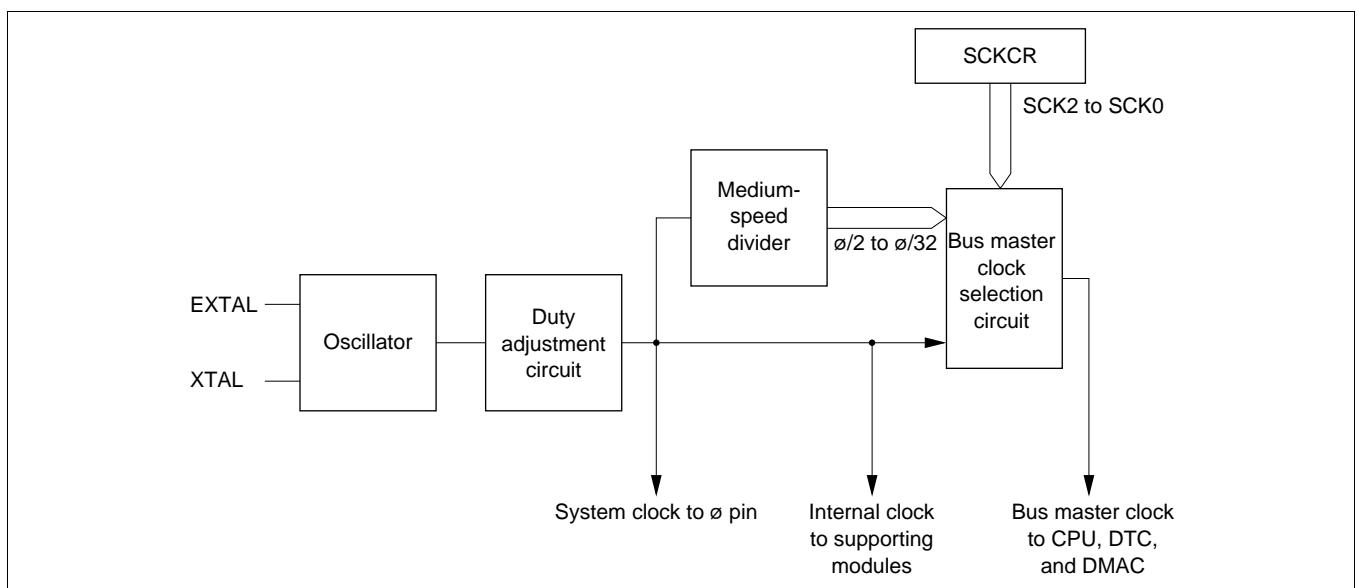 SCKCR
SCK2 to SCK0
Medium-
speed
divider
ø/2 to ø/32
Bus master
clock
selection
circuit
EXTAL
XTAL
Oscillator
Duty
adjustment
circuit
System clock to ø pin
Internal clock
to supporting
modules
Bus master clock
to CPU, DTC,
and DMAC